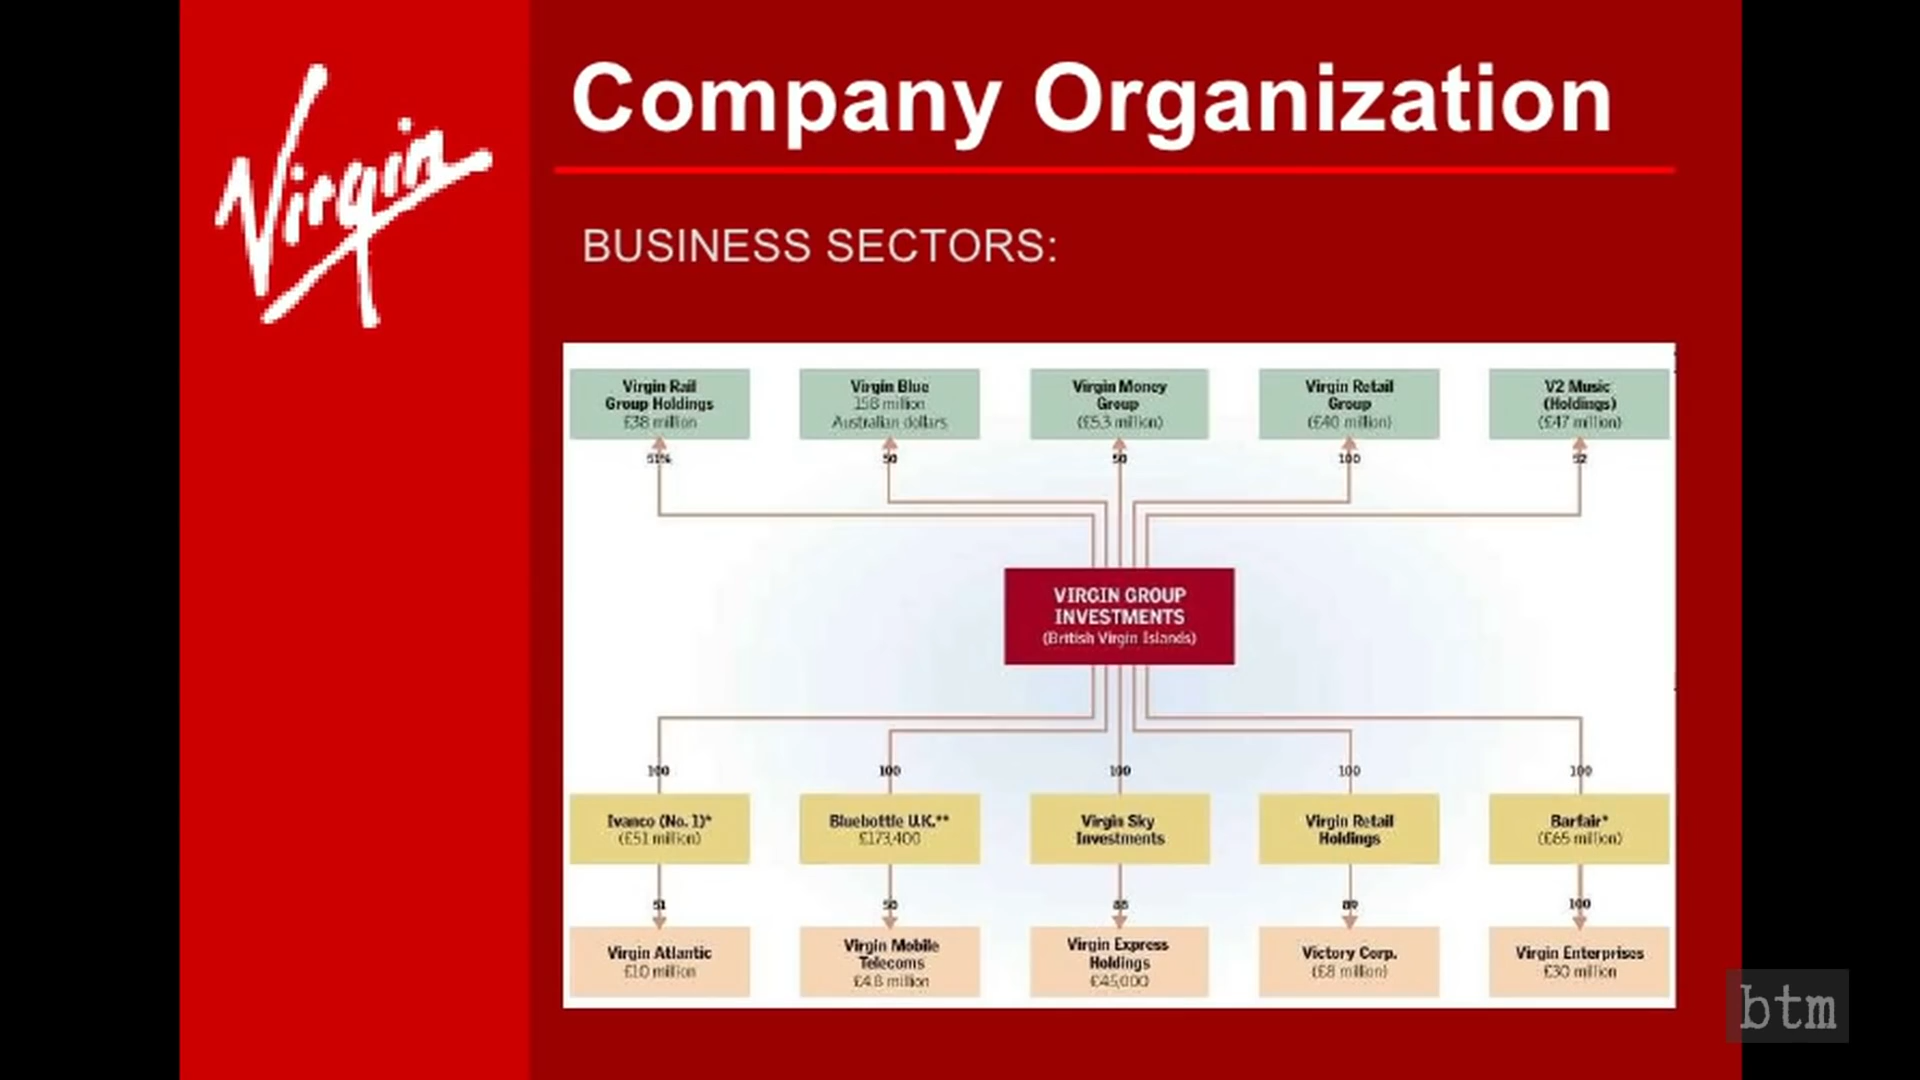 Virgin
Company Organization
BUSINESS SECTORS:
Virgin Rail
Group Holdings
£38 million
Virgin Blue
158 million
Australian dollars
Virgin Money
Group
(£5.3 million)
Virgin Retail
Group
(£40 million)
V2 Music
(Holdings)
(£47 million)
51%
50
50
100
52
VIRGIN GROUP
INVESTMENTS
(British Virgin Islands)
100
100
100
100
100
Ivanco (No. 1)*
(£51 million)
Bluebottle U.K.**
£173,400
Virgin Sky
Investments
Virgin Retail
Holdings
Barfair*
(£65 million)
51
50
89
100
Virgin Atlantic
£10 million
Virgin Mobile
Telecoms
£4.8 million
Virgin Express
Holdings
£45,000
Victory Corp.
(£8 million)
Virgin Enterprises
£30 million
btm